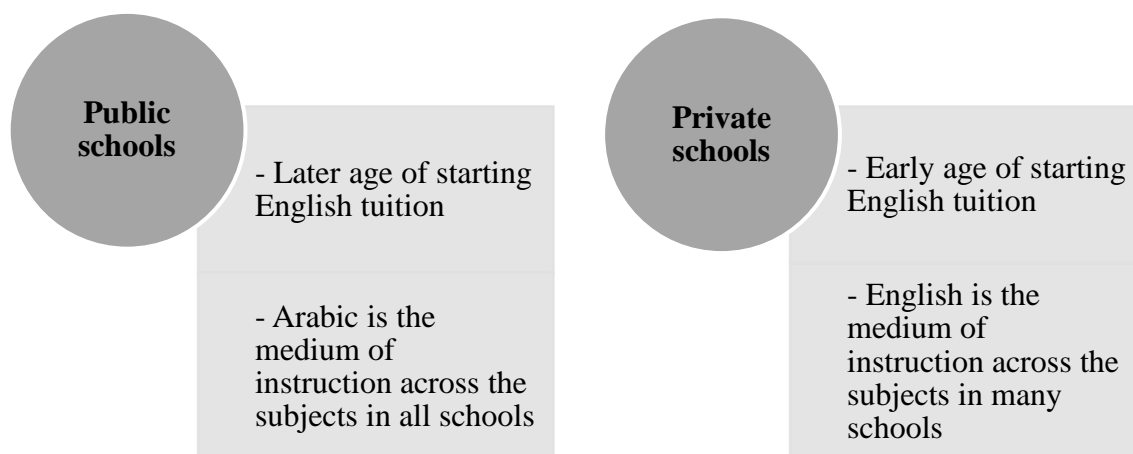 Public
schools
- Later age of starting
English tuition
- Arabic is the
medium of
instruction across the
subjects in all schools
Private
schools
- Early age of starting
English tuition
- English is the
medium of
instruction across the
subjects in many
schools